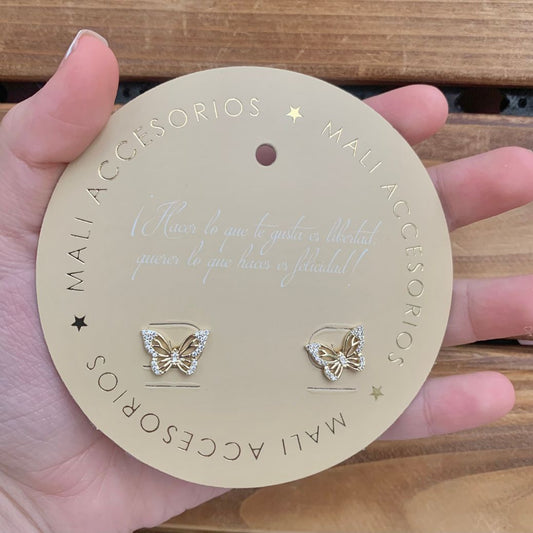 MALI ACCESORIOS ★ MALI ACCESORIOS ★ MALI ACCESORIOS ★
¡Hacer lo que te gusta es libertad,
querer lo que haces es felicidad!